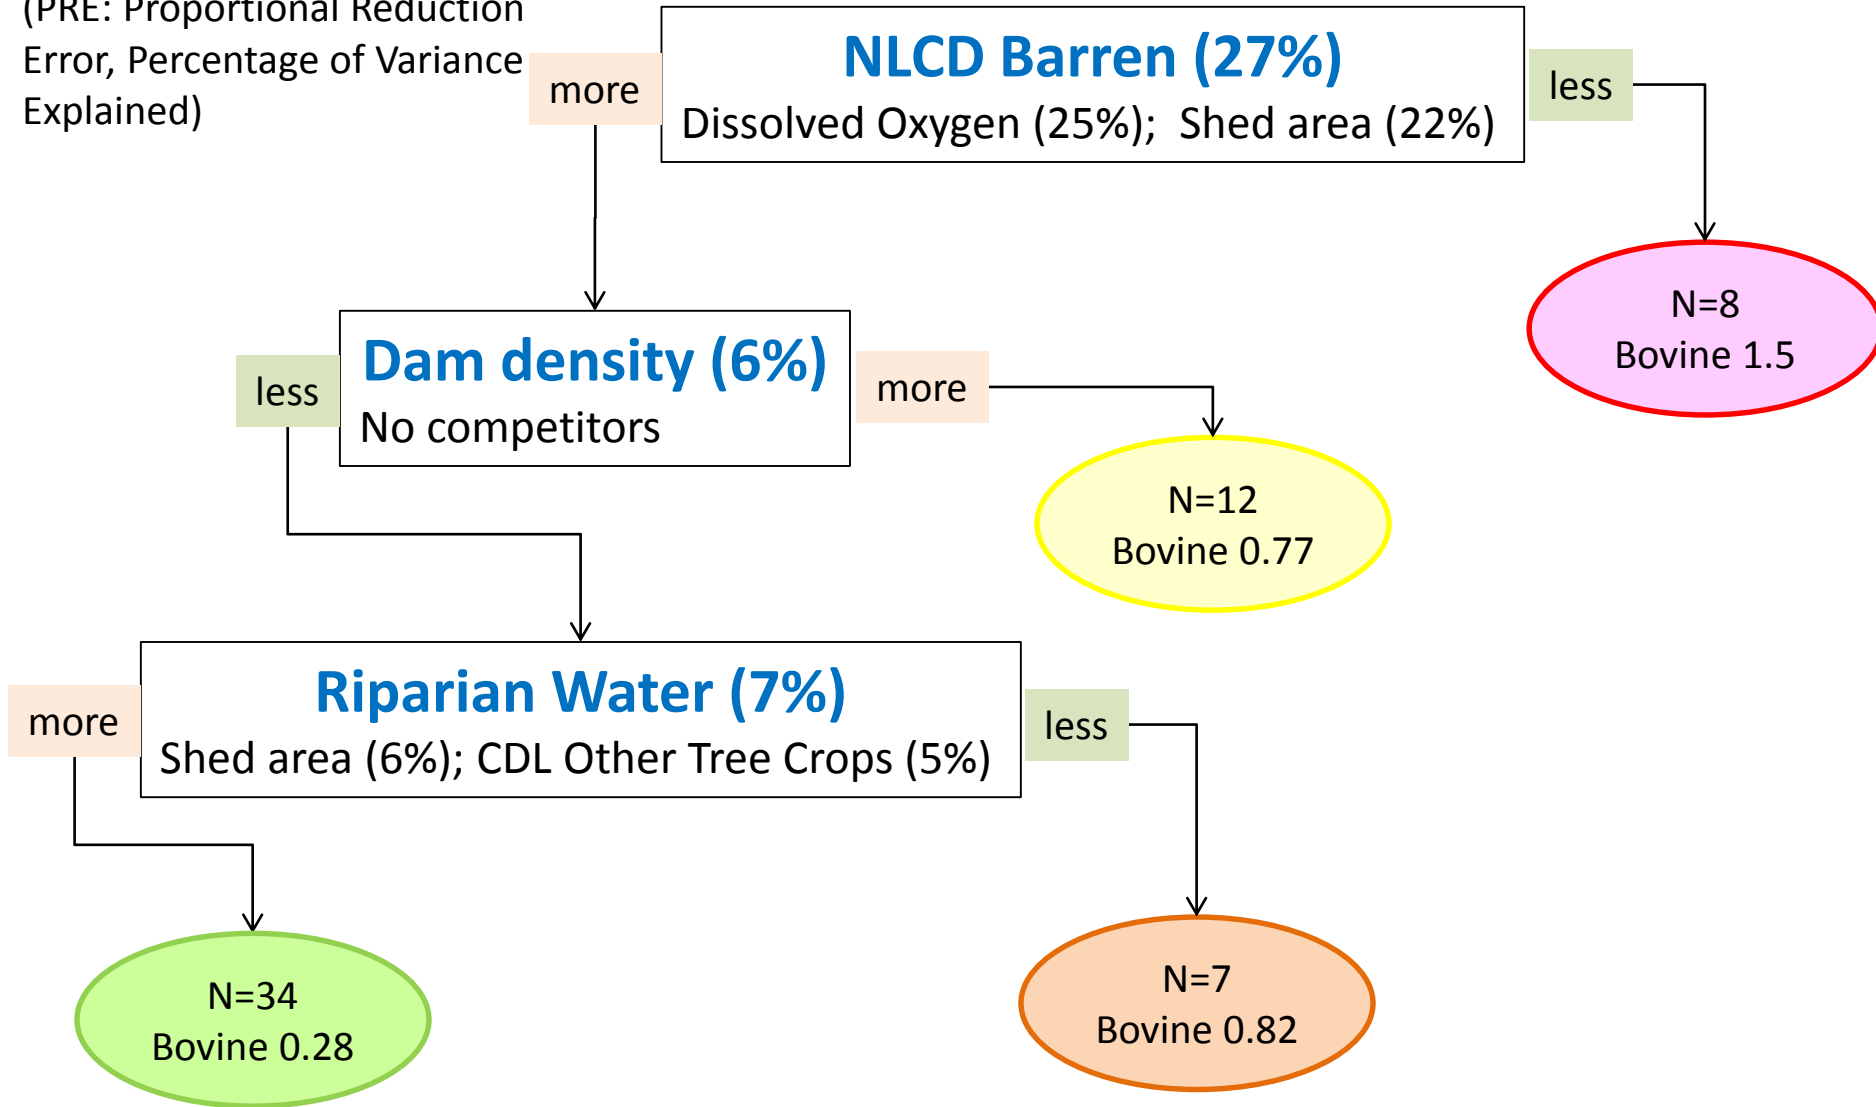 (PRE: Proportional Reduction
Error, Percentage of Variance
Explained)
more
NLCD Barren (27%)
Dissolved Oxygen (25%);  Shed area (22%)
less
N=8
Bovine 1.5
less
Dam density (6%)
No competitors
more
N=12
Bovine 0.77
more
Riparian Water (7%)
Shed area (6%); CDL Other Tree Crops (5%)
less
N=34
Bovine 0.28
N=7
Bovine 0.82